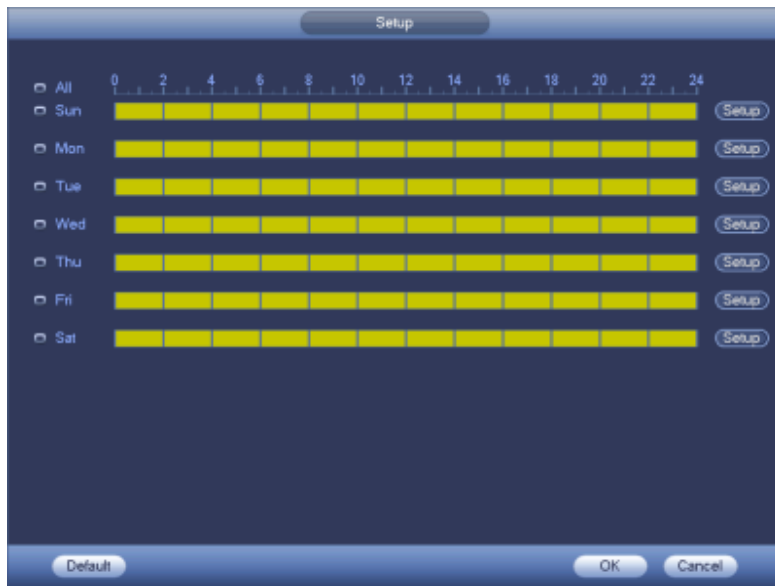 Setup
All 0 2 4 6 8 10 12 14 16 18 20 22 24
Sun Setup
Mon Setup
Tue Setup
Wed Setup
Thu Setup
Fri Setup
Sat Setup
Default OK Cancel